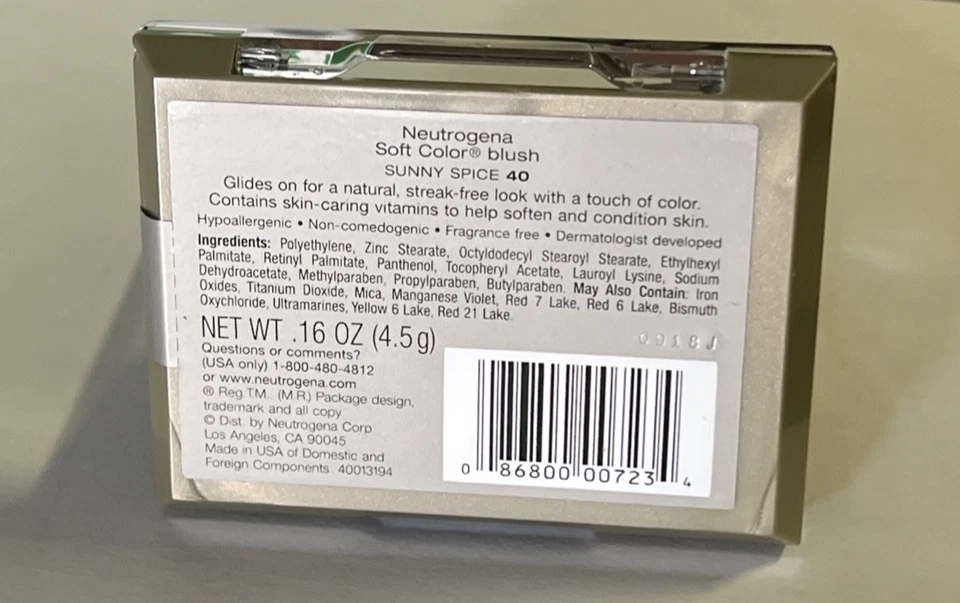 Neutrogena
Soft Color® blush
SUNNY SPICE 40
Glides on for a natural, streak-free look with a touch of color.
Contains skin-caring vitamins to help soften and condition skin.
Hypoallergenic • Non-comedogenic • Fragrance free • Dermatologist developed
Ingredients: Polyethylene, Zinc Stearate, Octyldodecyl Stearoyl Stearate, Ethylhexyl
Palmitate, Retinyl Palmitate, Panthenol, Tocopheryl Acetate, Lauroyl Lysine, Sodium
Dehydroacetate, Methylparaben, Propylparaben, Butylparaben. May Also Contain: Iron
Oxides, Titanium Dioxide, Mica, Manganese Violet, Red 7 Lake, Red 6 Lake, Bismuth
Oxychloride, Ultramarines, Yellow 6 Lake, Red 21 Lake.
NET WT .16 OZ (4.5g)
0918J
Questions or comments?
(USA only) 1-800-480-4812
or www.neutrogena.com
® Reg.TM. (M.R.) Package design,
trademark and all copy
© Dist. by Neutrogena Corp
Los Angeles, CA 90045
Made in USA of Domestic and
Foreign Components 40013194
0 86800 00723 4